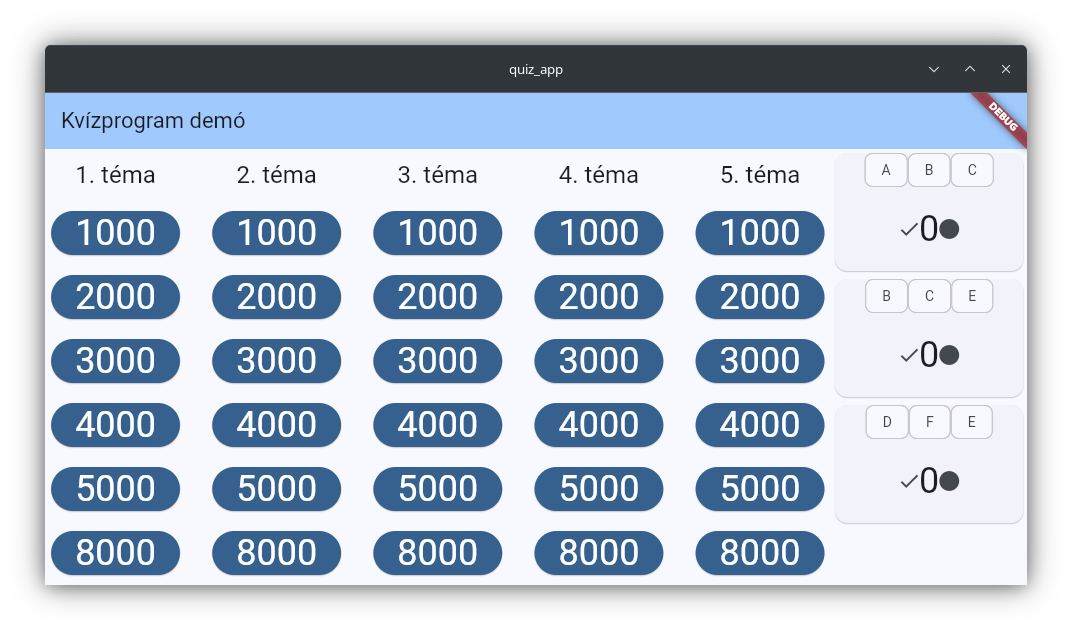 quiz_app
Kvízprogram demó
DEBUG
1. téma 2. téma 3. téma 4. téma 5. téma
1000 1000 1000 1000 1000
2000 2000 2000 2000 2000
3000 3000 3000 3000 3000
4000 4000 4000 4000 4000
5000 5000 5000 5000 5000
8000 8000 8000 8000 8000
A B C
0
B C E
0
D F E
0